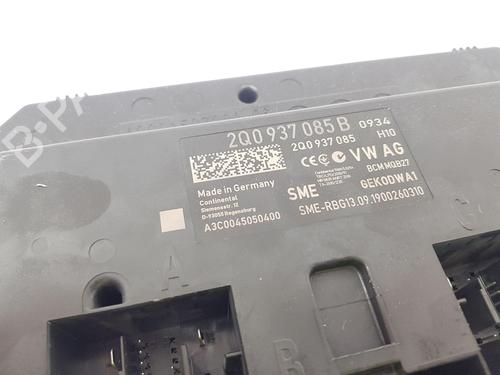 2Q0 937 085 B 0934
2Q0 937 085 H10
VW AG
BCM MQB27
GEKODWA1
Made in Germany
Continental
Siemensstr. 12
D-93055 Regensburg
A3C0045050400
SME
SME-RBG13.09.1900260310
A
B
B-P